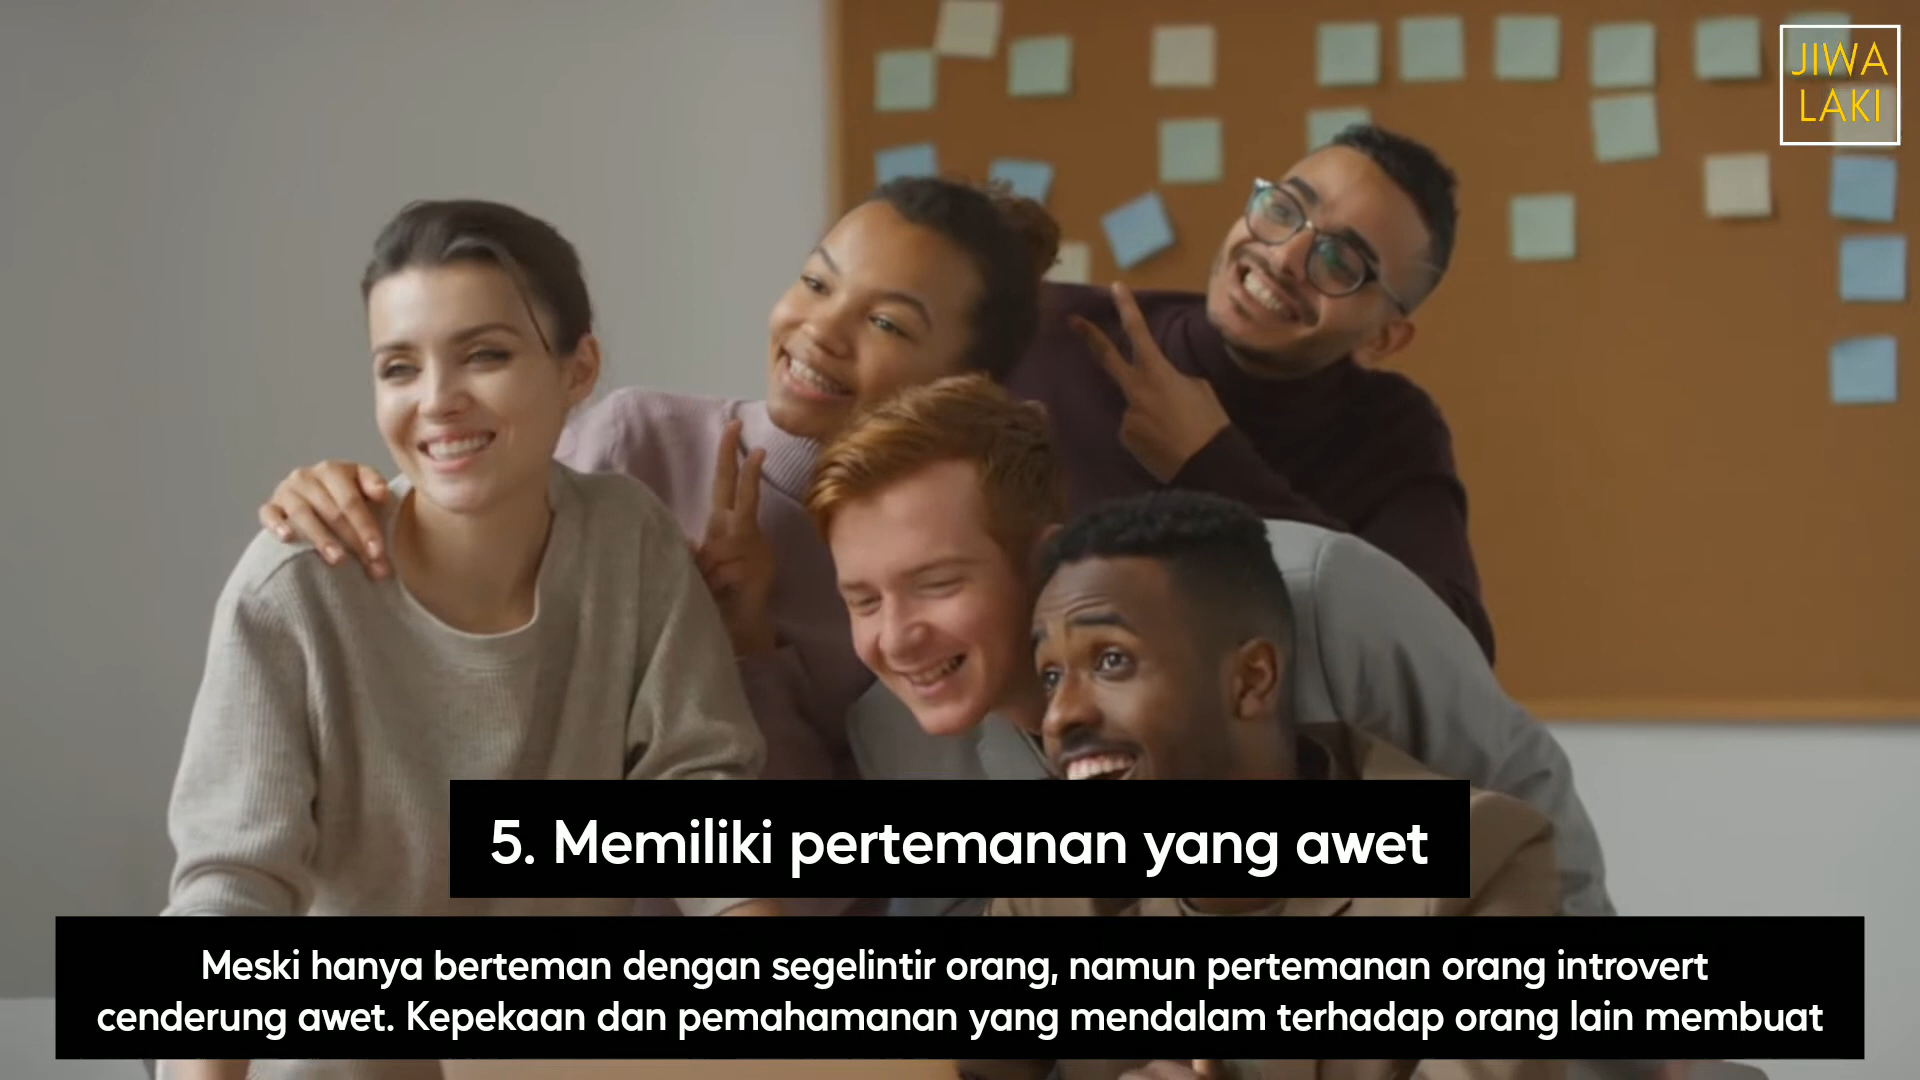 JIWA
LAKI
5. Memiliki pertemanan yang awet
Meski hanya berteman dengan segelintir orang, namun pertemanan orang introvert
cenderung awet. Kepekaan dan pemahamanan yang mendalam terhadap orang lain membuat